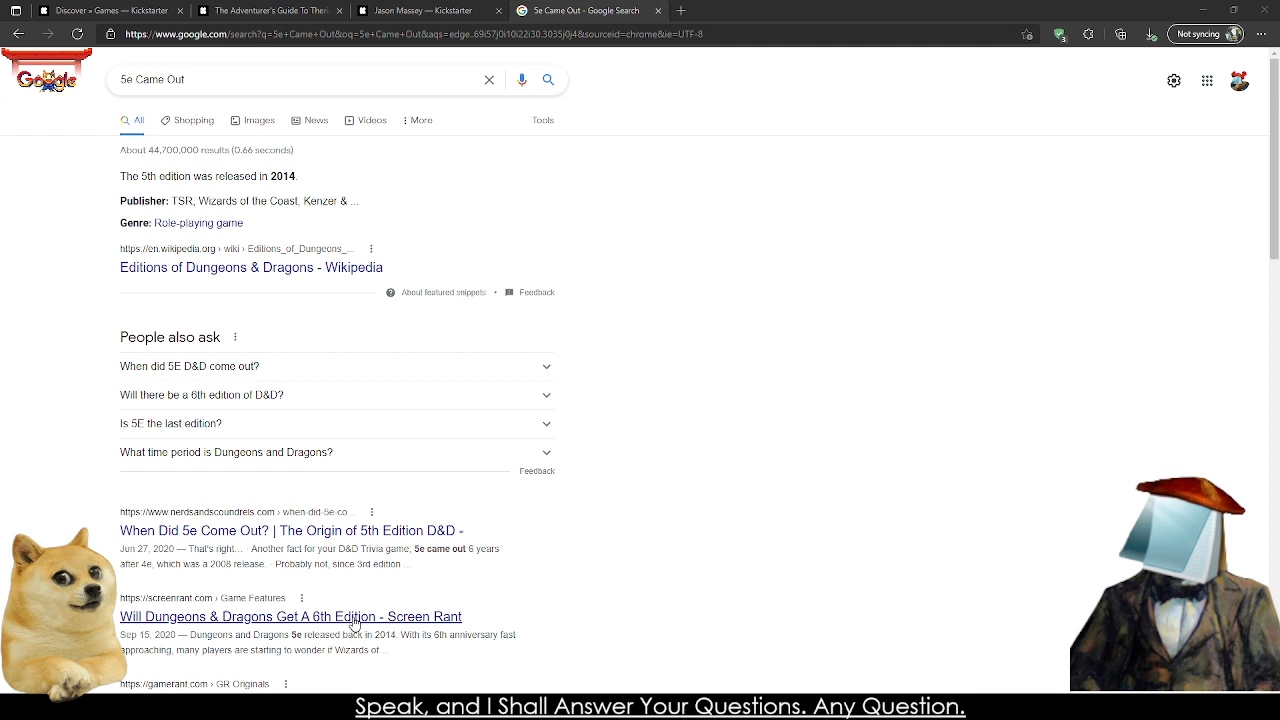 Discover » Games — Kickstarter
The Adventurer's Guide To Theri
Jason Massey — Kickstarter
5e Came Out - Google Search
https://www.google.com/search?q=5e+Came+Out&oq=5e+Came+Out&aqs=edge..69i57j0i10i22i30.3035j0j4&sourceid=chrome&ie=UTF-8
Not syncing
Google
5e Came Out
All
Shopping
Images
News
Videos
More
Tools
About 44,700,000 results (0.66 seconds)
The 5th edition was released in 2014.
Publisher: TSR, Wizards of the Coast, Kenzer & ...
Genre: Role-playing game
https://en.wikipedia.org › wiki › Editions_of_Dungeons_...
Editions of Dungeons & Dragons - Wikipedia
About featured snippets • Feedback
People also ask
When did 5E D&D come out?
Will there be a 6th edition of D&D?
Is 5E the last edition?
What time period is Dungeons and Dragons?
Feedback
https://www.nerdsandscoundrels.com › when-did-5e-co...
When Did 5e Come Out? | The Origin of 5th Edition D&D -
Jun 27, 2020 — That's right... · Another fact for your D&D Trivia game, 5e came out 6 years
after 4e, which was a 2008 release. · Probably not, since 3rd edition ...
https://screenrant.com › Game Features
Will Dungeons & Dragons Get A 6th Edition - Screen Rant
Sep 15, 2020 — Dungeons and Dragons 5e released back in 2014. With its 6th anniversary fast
approaching, many players are starting to wonder if Wizards of ...
https://gamerant.com › GR Originals
Speak, and I Shall Answer Your Questions. Any Question.